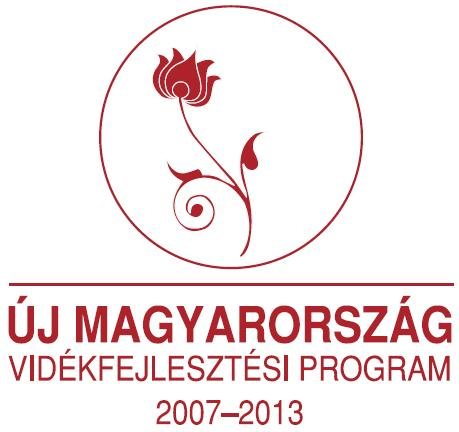 ÚJ MAGYARORSZÁG
VIDÉKFEJLESZTÉSI PROGRAM
2007–2013